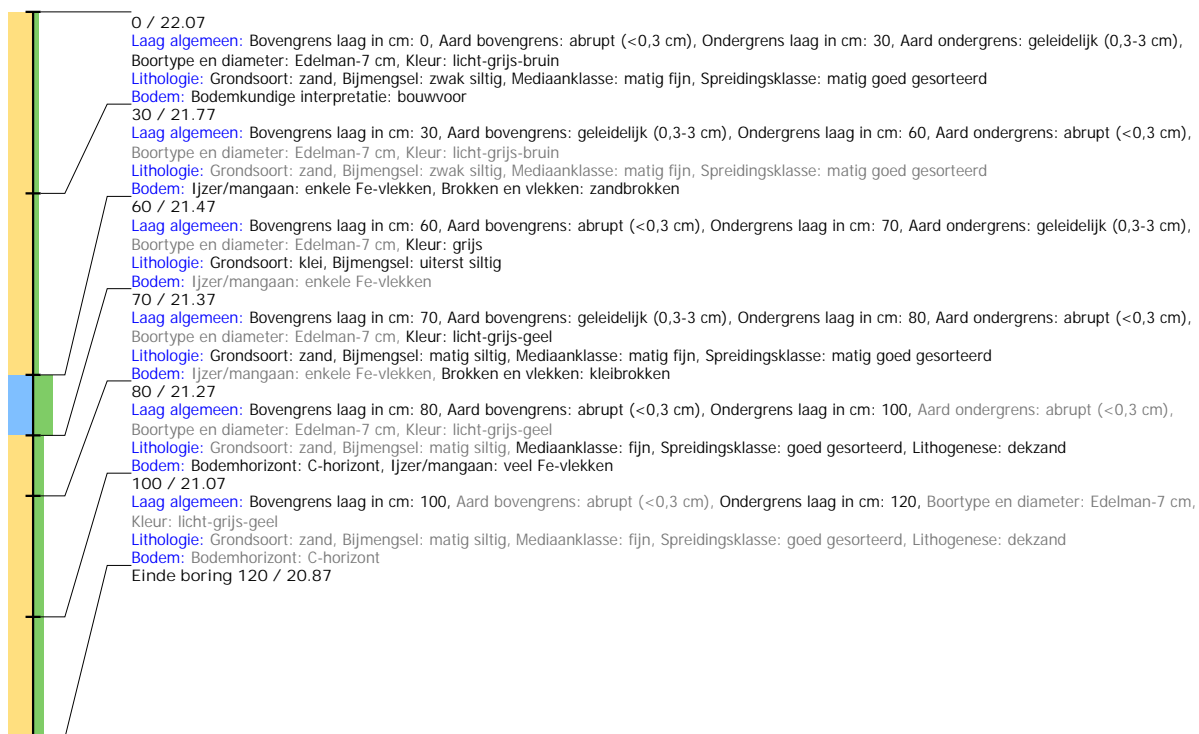 0 / 22.07
Laag algemeen: Bovengrens laag in cm: 0, Aard bovengrens: abrupt (<0,3 cm), Ondergrens laag in cm: 30, Aard ondergrens: geleidelijk (0,3-3 cm),
Boortype en diameter: Edelman-7 cm, Kleur: licht-grijs-bruin
Lithologie: Grondsoort: zand, Bijmengsel: zwak siltig, Mediaanklasse: matig fijn, Spreidingsklasse: matig goed gesorteerd
Bodem: Bodemkundige interpretatie: bouwvoor
30 / 21.77
Laag algemeen: Bovengrens laag in cm: 30, Aard bovengrens: geleidelijk (0,3-3 cm), Ondergrens laag in cm: 60, Aard ondergrens: abrupt (<0,3 cm),
Boortype en diameter: Edelman-7 cm, Kleur: licht-grijs-bruin
Lithologie: Grondsoort: zand, Bijmengsel: zwak siltig, Mediaanklasse: matig fijn, Spreidingsklasse: matig goed gesorteerd
Bodem: Ijzer/mangaan: enkele Fe-vlekken, Brokken en vlekken: zandbrokken
60 / 21.47
Laag algemeen: Bovengrens laag in cm: 60, Aard bovengrens: abrupt (<0,3 cm), Ondergrens laag in cm: 70, Aard ondergrens: geleidelijk (0,3-3 cm),
Boortype en diameter: Edelman-7 cm, Kleur: grijs
Lithologie: Grondsoort: klei, Bijmengsel: uiterst siltig
Bodem: Ijzer/mangaan: enkele Fe-vlekken
70 / 21.37
Laag algemeen: Bovengrens laag in cm: 70, Aard bovengrens: geleidelijk (0,3-3 cm), Ondergrens laag in cm: 80, Aard ondergrens: abrupt (<0,3 cm),
Boortype en diameter: Edelman-7 cm, Kleur: licht-grijs-geel
Lithologie: Grondsoort: zand, Bijmengsel: matig siltig, Mediaanklasse: matig fijn, Spreidingsklasse: matig goed gesorteerd
Bodem: Ijzer/mangaan: enkele Fe-vlekken, Brokken en vlekken: kleibrokken
80 / 21.27
Laag algemeen: Bovengrens laag in cm: 80, Aard bovengrens: abrupt (<0,3 cm), Ondergrens laag in cm: 100, Aard ondergrens: abrupt (<0,3 cm),
Boortype en diameter: Edelman-7 cm, Kleur: licht-grijs-geel
Lithologie: Grondsoort: zand, Bijmengsel: matig siltig, Mediaanklasse: fijn, Spreidingsklasse: goed gesorteerd, Lithogenese: dekzand
Bodem: Bodemhorizont: C-horizont, Ijzer/mangaan: veel Fe-vlekken
100 / 21.07
Laag algemeen: Bovengrens laag in cm: 100, Aard bovengrens: abrupt (<0,3 cm), Ondergrens laag in cm: 120, Boortype en diameter: Edelman-7 cm,
Kleur: licht-grijs-geel
Lithologie: Grondsoort: zand, Bijmengsel: matig siltig, Mediaanklasse: fijn, Spreidingsklasse: goed gesorteerd, Lithogenese: dekzand
Bodem: Bodemhorizont: C-horizont
Einde boring 120 / 20.87